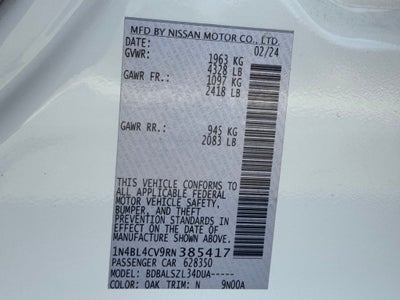 MFD BY NISSAN MOTOR CO., LTD.
DATE: 02/24
GVWR: 1963 KG
4328 LB
GAWR FR.: 1097 KG
2418 LB
GAWR RR.: 945 KG
2083 LB
THIS VEHICLE CONFORMS TO
ALL APPLICABLE FEDERAL
MOTOR VEHICLE SAFETY,
BUMPER, AND THEFT
PREVENTION STANDARDS IN
EFFECT ON THE DATE OF
MANUFACTURE SHOWN ABOVE.
1N4BL4CV9RN385417
PASSENGER CAR 628350
MODEL: BDBALSZL34DUA-----
COLOR: QAK TRIM: N 9N00A